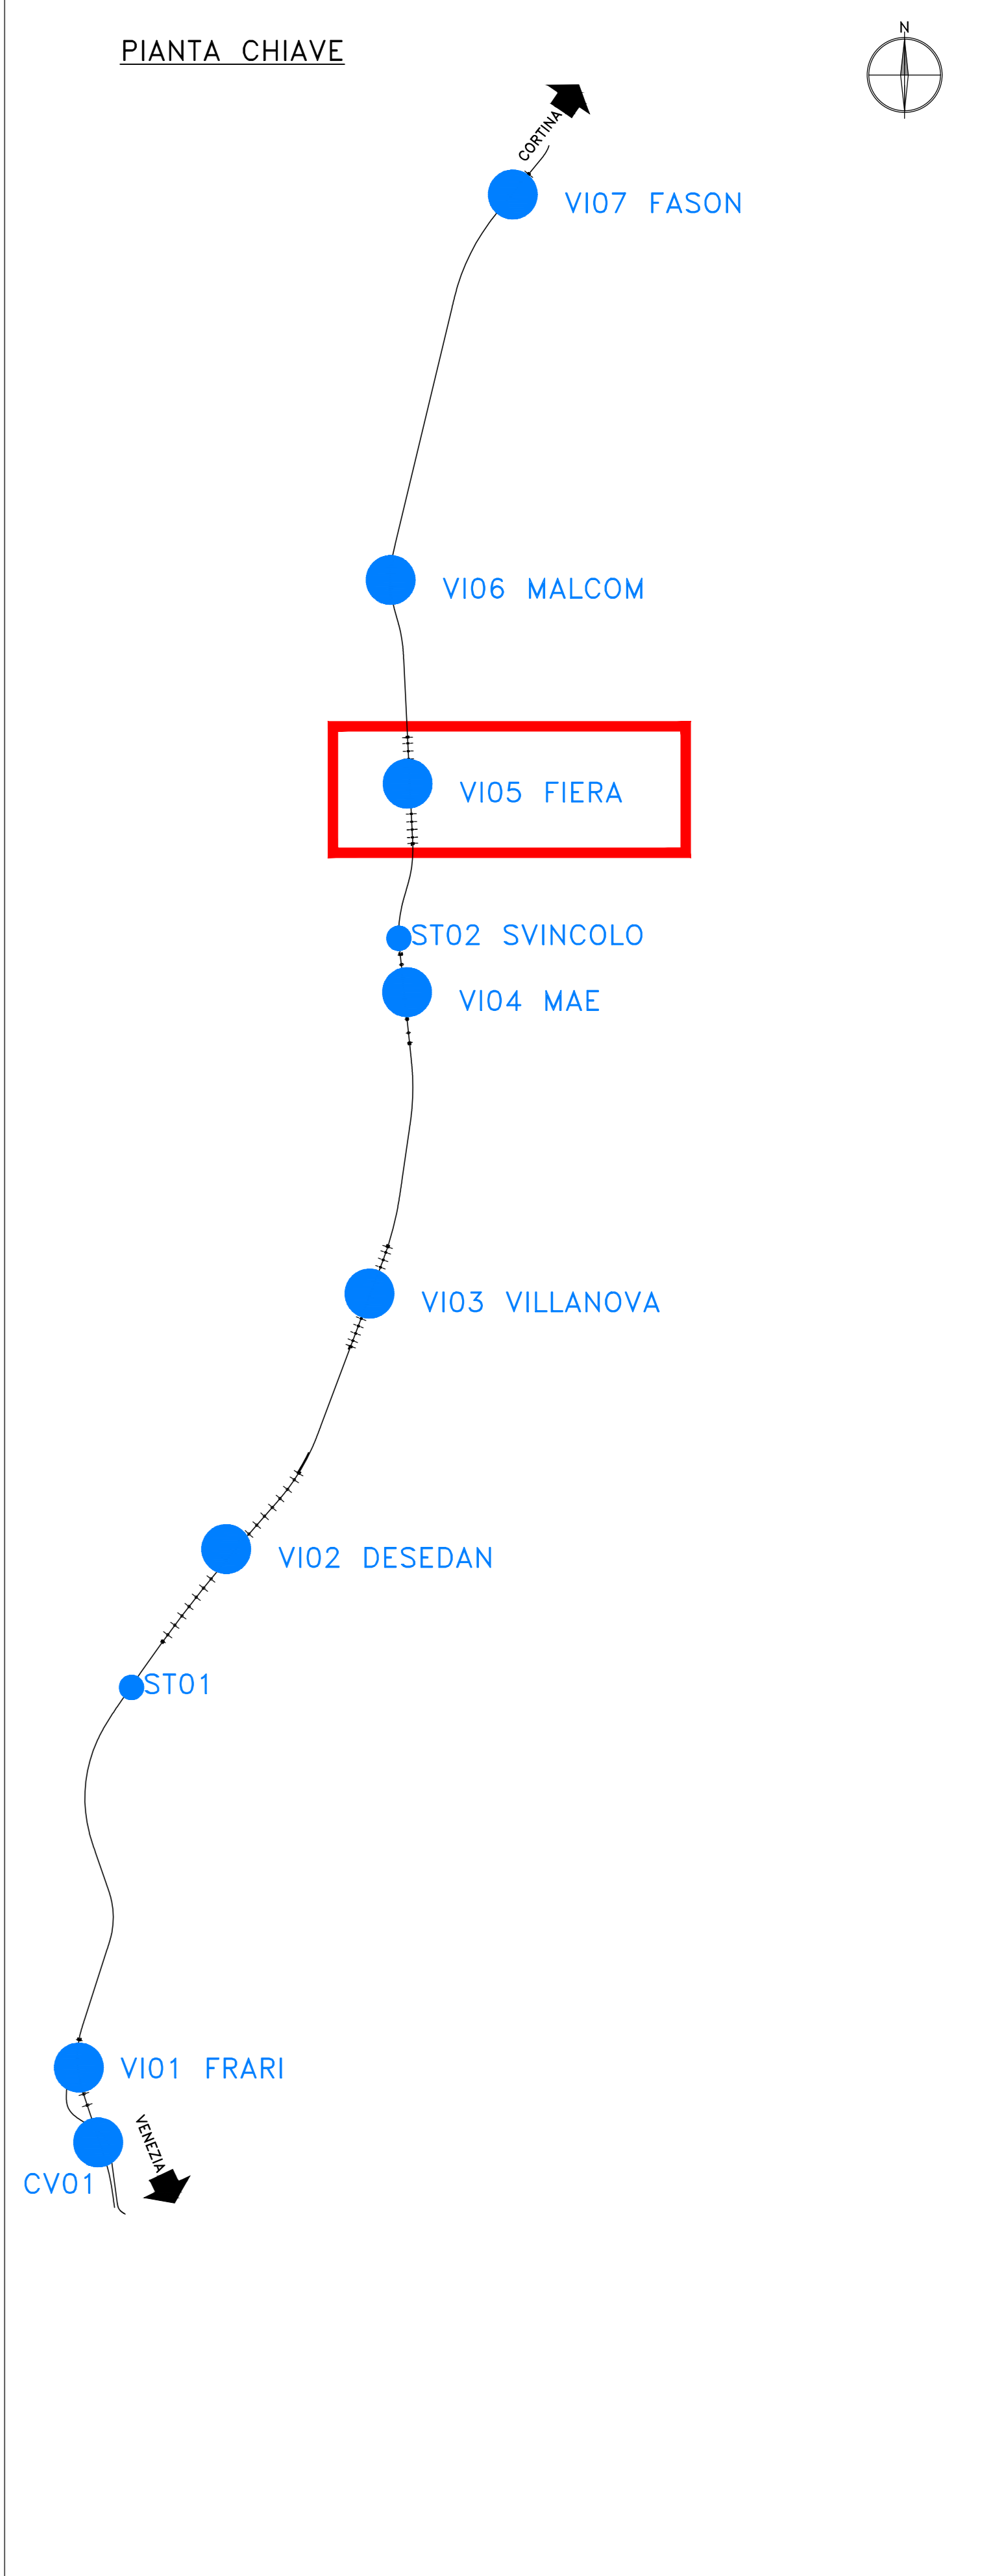 PIANTA CHIAVE
N
CORTINA
VI07 FASON
VI06 MALCOM
VI05 FIERA
ST02 SVINCOLO
VI04 MAE
VI03 VILLANOVA
VI02 DESEDAN
ST01
VI01 FRARI
VENEZIA
CV01